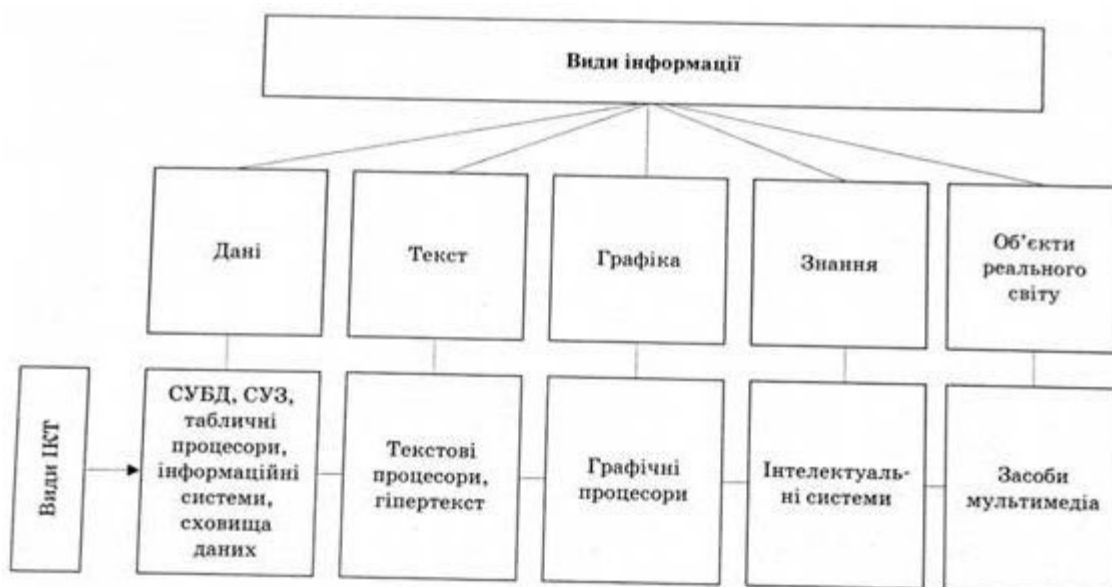 Види інформації
Дані
Текст
Графіка
Знання
Об’єкти
реального
світу
Види ІКТ
СУБД, СУЗ,
табличні
процесори,
інформаційні
системи,
сховища
даних
Текстові
процесори,
гіпертекст
Графічні
процесори
Інтелектуаль-
ні системи
Засоби
мультимедіа